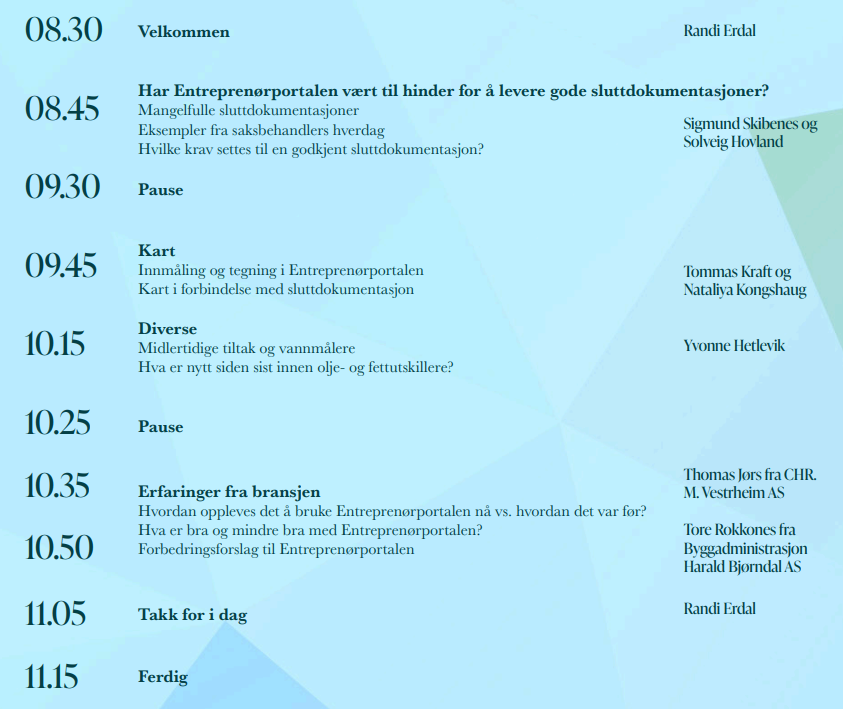 08.30 Velkommen Randi Erdal
Har Entreprenørportalen vært til hinder for å levere gode sluttdokumentasjoner?
08.45 Mangelfulle sluttdokumentasjoner
Eksempler fra saksbehandlers hverdag
Hvilke krav settes til en godkjent sluttdokumentasjon?
Sigmund Skibenes og
Solveig Hovland
09.30 Pause
Kart
09.45 Innmåling og tegning i Entreprenørportalen
Kart i forbindelse med sluttdokumentasjon
Tommas Kraft og
Nataliya Kongshaug
Diverse
10.15 Midlertidige tiltak og vannmålere
Hva er nytt siden sist innen olje- og fettutskillere?
Yvonne Hetlevik
10.25 Pause
10.35 Erfaringer fra bransjen
Thomas Jørs fra CHR.
M. Vestrheim AS
Hvordan oppleves det å bruke Entreprenørportalen nå vs. hvordan det var før?
Hva er bra og mindre bra med Entreprenørportalen?
10.50 Forbedringsforslag til Entreprenørportalen
Tore Rokkones fra
Byggadministrasjon
Harald Bjørndal AS
11.05 Takk for i dag Randi Erdal
11.15 Ferdig